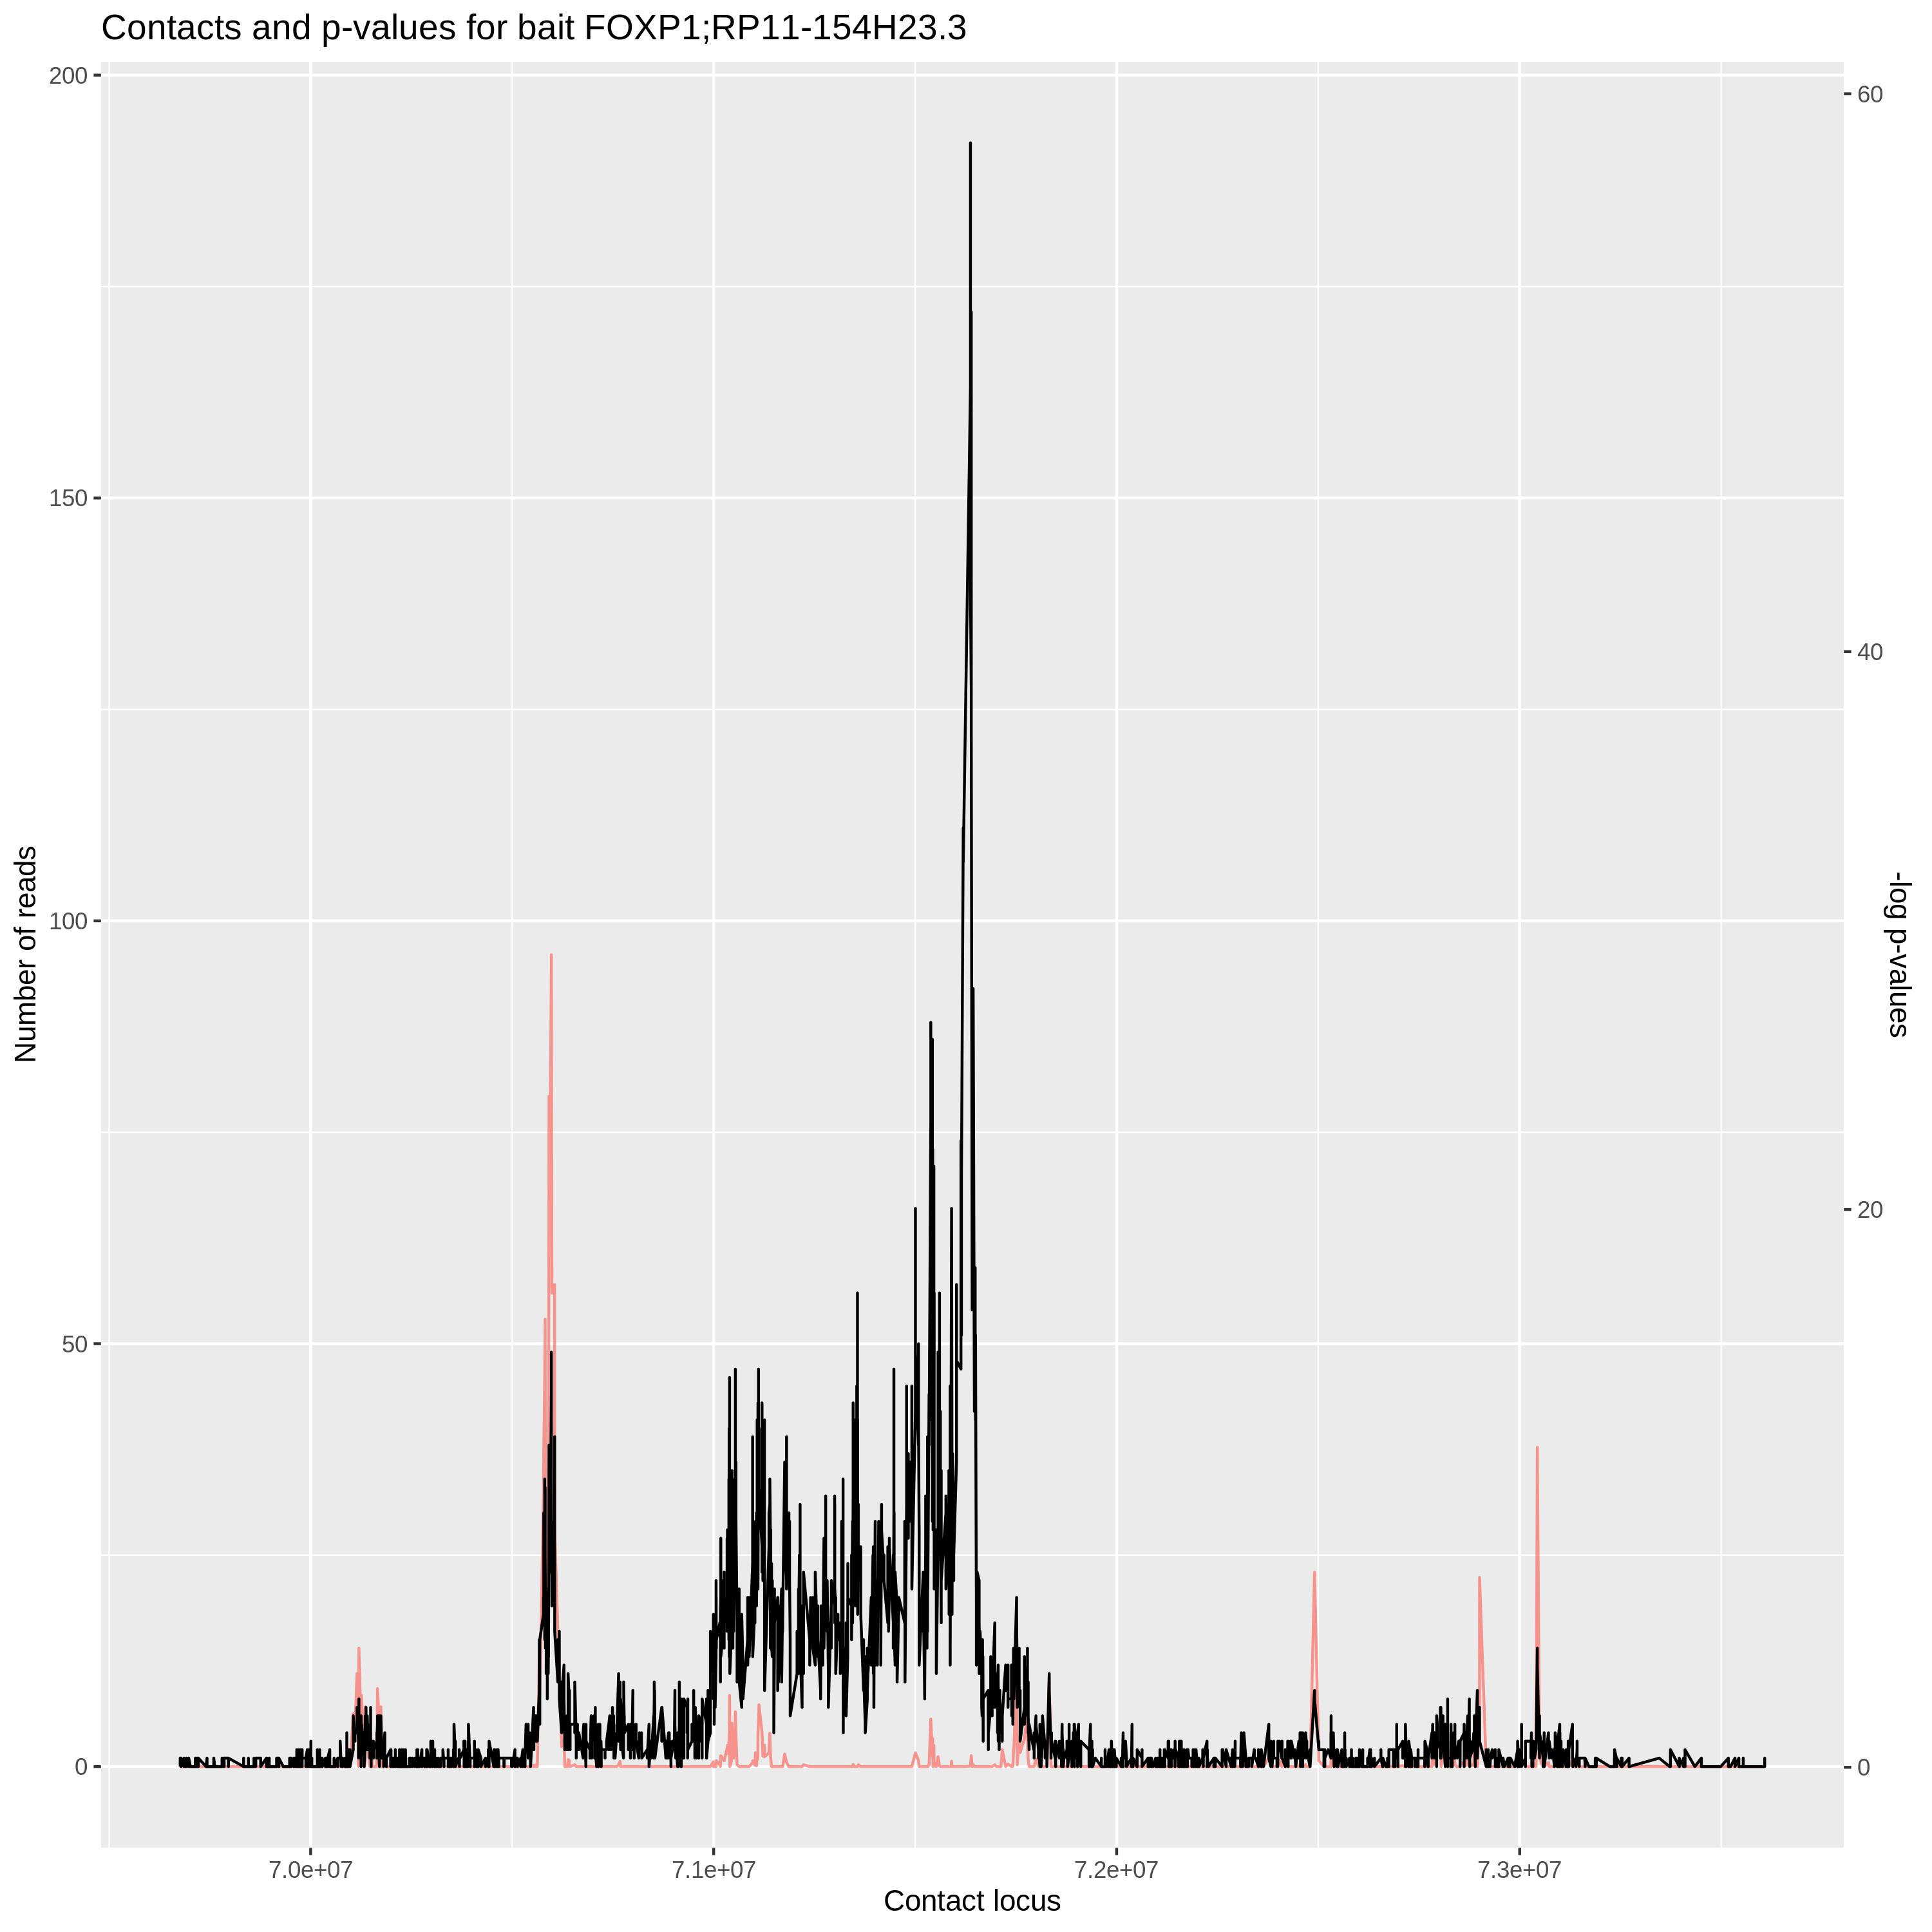 Contacts and p-values for bait FOXP1;RP11-154H23.3
200
150
100
50
0
Number of reads
60
40
20
0
-log p-values
7.0e+07
7.1e+07
7.2e+07
7.3e+07
Contact locus